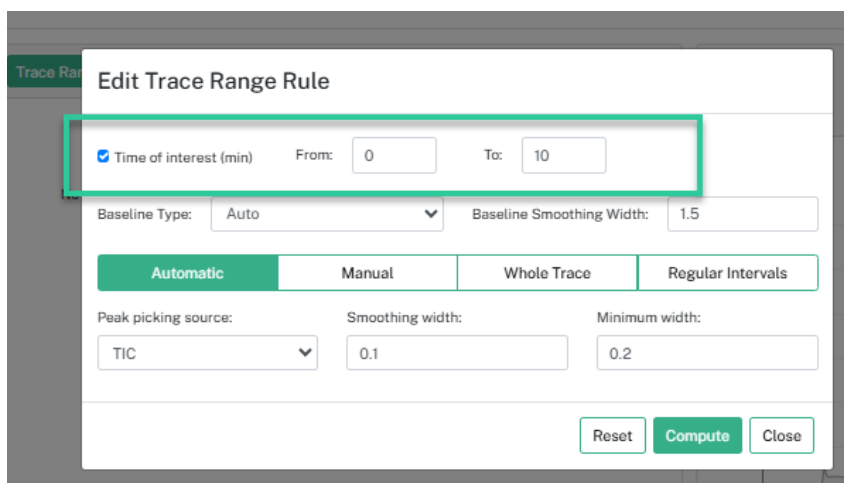 Trace Ran
Edit Trace Range Rule
Time of interest (min) From: 0 To: 10
Baseline Type: Auto Baseline Smoothing Width: 1.5
Automatic Manual Whole Trace Regular Intervals
Peak picking source: Smoothing width: Minimum width:
TIC 0.1 0.2
Reset Compute Close